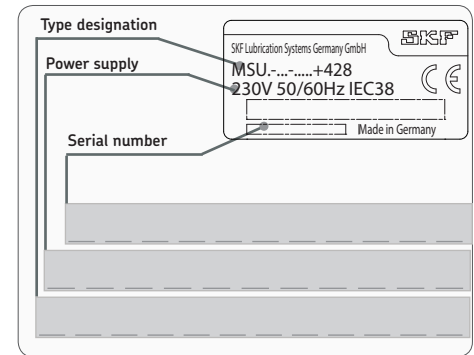 Type designation
SKF
SKF Lubrication Systems Germany GmbH
Power supply
MSU.-...-.....+428
230V 50/60Hz IEC38
CE
Made in Germany
Serial number